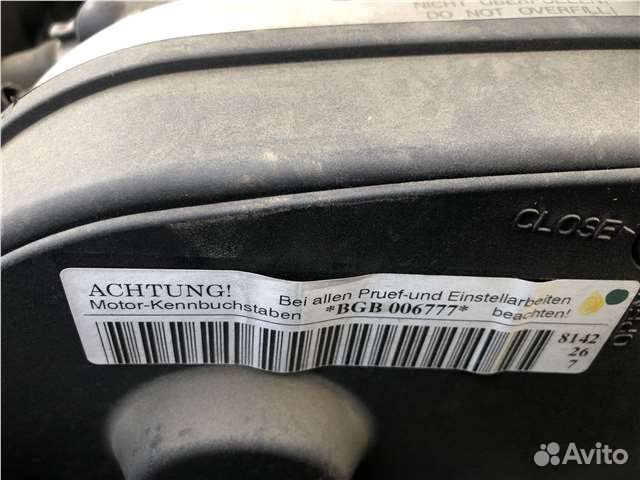 NICHT ÜBERFÜLLEN
DO NOT OVERFILL!
CLOSE
OPEN
ACHTUNG!
Bei allen Pruef-und Einstellarbeiten
Motor-Kennbuchstaben *BGB 006777* beachten!
8142
26
7
Avito